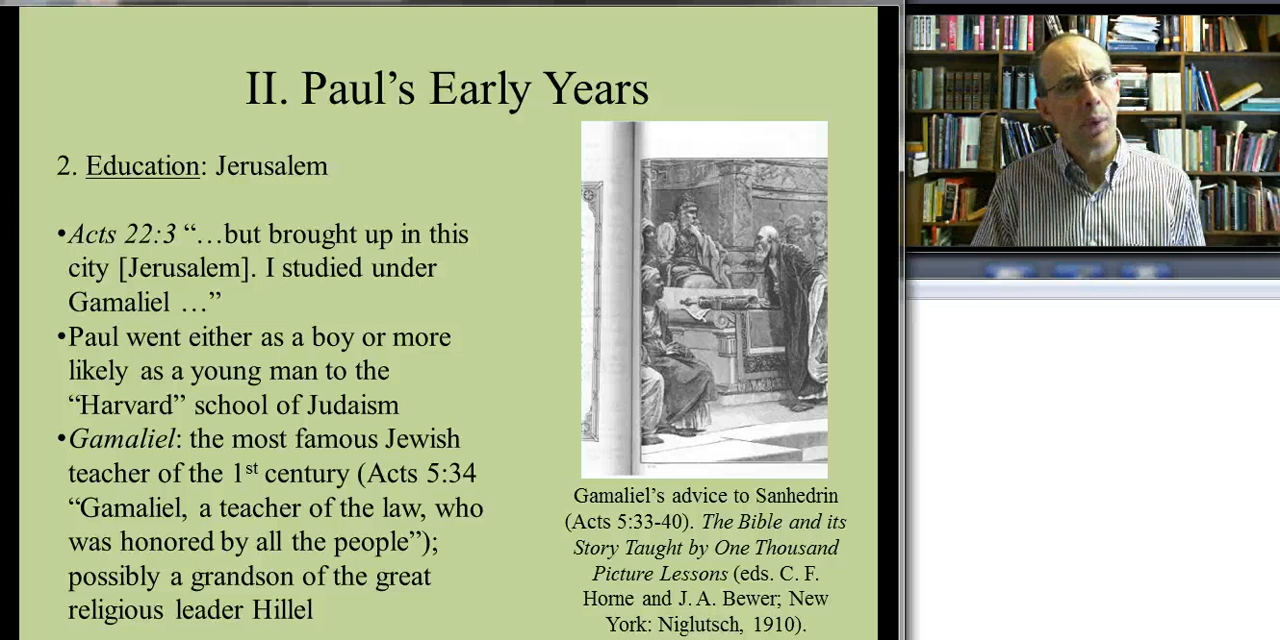 II. Paul’s Early Years
2. Education: Jerusalem
•Acts 22:3 “…but brought up in this
city [Jerusalem]. I studied under
Gamaliel …”
•Paul went either as a boy or more
likely as a young man to the
“Harvard” school of Judaism
•Gamaliel: the most famous Jewish
teacher of the 1st century (Acts 5:34
“Gamaliel, a teacher of the law, who
was honored by all the people”);
possibly a grandson of the great
religious leader Hillel
Gamaliel’s advice to Sanhedrin
(Acts 5:33-40). The Bible and its
Story Taught by One Thousand
Picture Lessons (eds. C. F.
Horne and J. A. Bewer; New
York: Niglutsch, 1910).